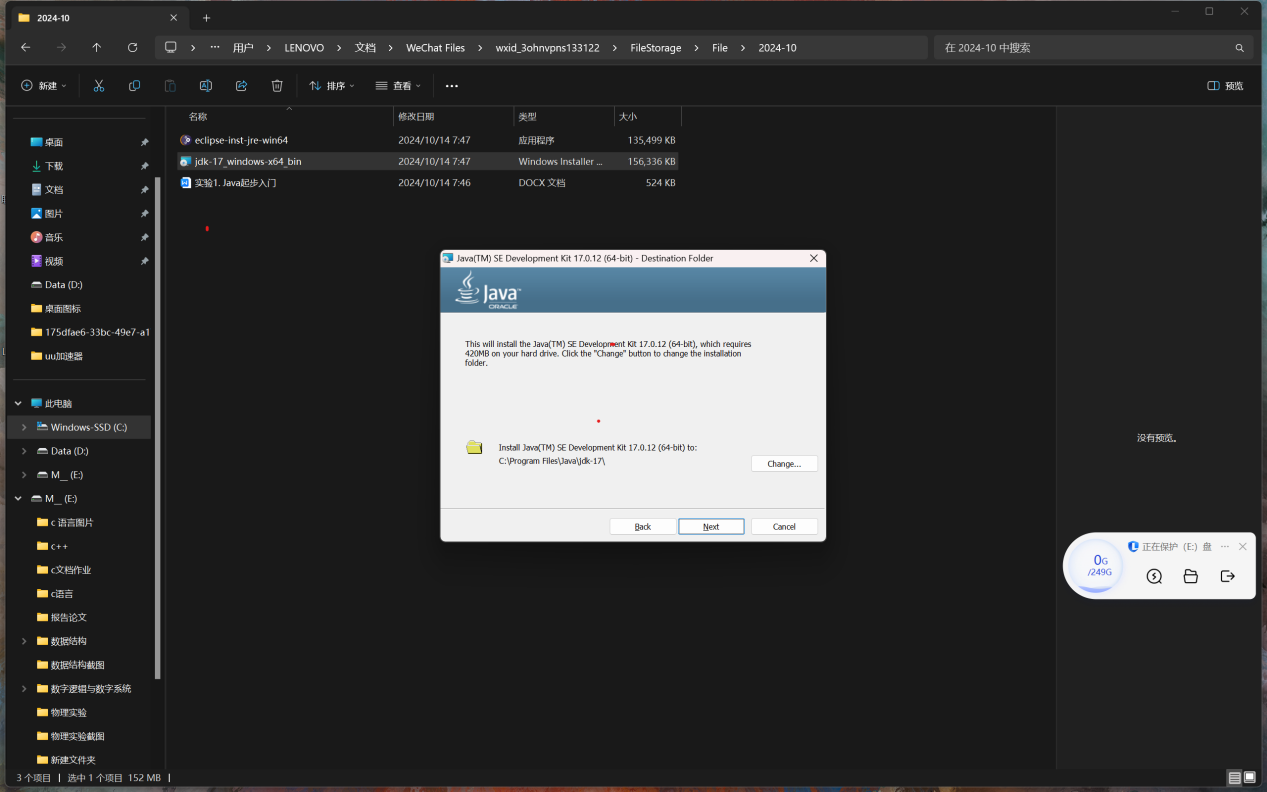 2024-10
用户 LENOVO 文档 WeChat Files wxid_3ohnvpns133122 FileStorage File 2024-10
在 2024-10 中搜索
新建 排序 查看 预览
名称 修改日期 类型 大小
eclipse-inst-jre-win64 2024/10/14 7:47 应用程序 135,499 KB
jdk-17_windows-x64_bin 2024/10/14 7:47 Windows Installer ... 156,336 KB
实验1. Java起步入门 2024/10/14 7:46 DOCX 文档 524 KB
桌面
下载
文档
图片
音乐
视频
Data (D:)
桌面图标
175dfae6-33bc-49e7-a1
uu加速器
此电脑
Windows-SSD (C:)
Data (D:)
M__ (E:)
M__ (E:)
c 语言图片
c++
c文档作业
c语言
报告论文
数据结构
数据结构截图
数字逻辑与数字系统
物理实验
物理实验截图
新建文件夹
3 个项目 选中 1 个项目 152 MB
Java(TM) SE Development Kit 17.0.12 (64-bit) - Destination Folder
Java™
ORACLE
This will install the Java(TM) SE Development Kit 17.0.12 (64-bit), which requires
420MB on your hard drive. Click the "Change" button to change the installation
folder.
Install Java(TM) SE Development Kit 17.0.12 (64-bit) to:
C:\Program Files\Java\jdk-17\
Change...
Back Next Cancel
没有预览。
正在保护 (E:) 盘
0G
/249G